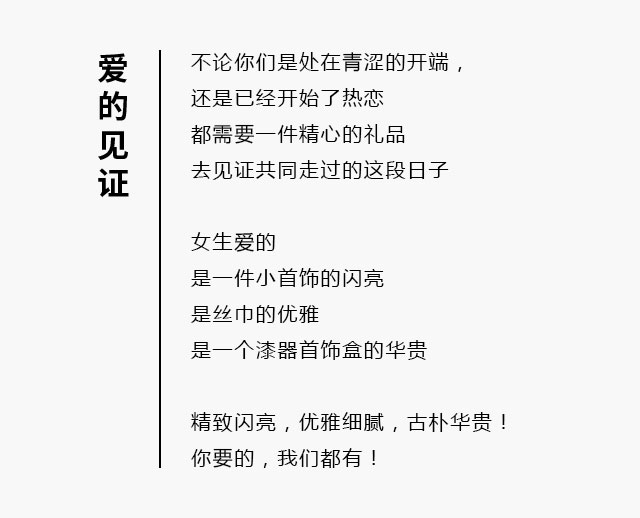 爱的见证
不论你们是处在青涩的开端，
还是已经开始了热恋
都需要一件精心的礼品
去见证共同走过的这段日子
女生爱的
是一件小首饰的闪亮
是丝巾的优雅
是一个漆器首饰盒的华贵
精致闪亮，优雅细腻，古朴华贵！
你要的，我们都有！